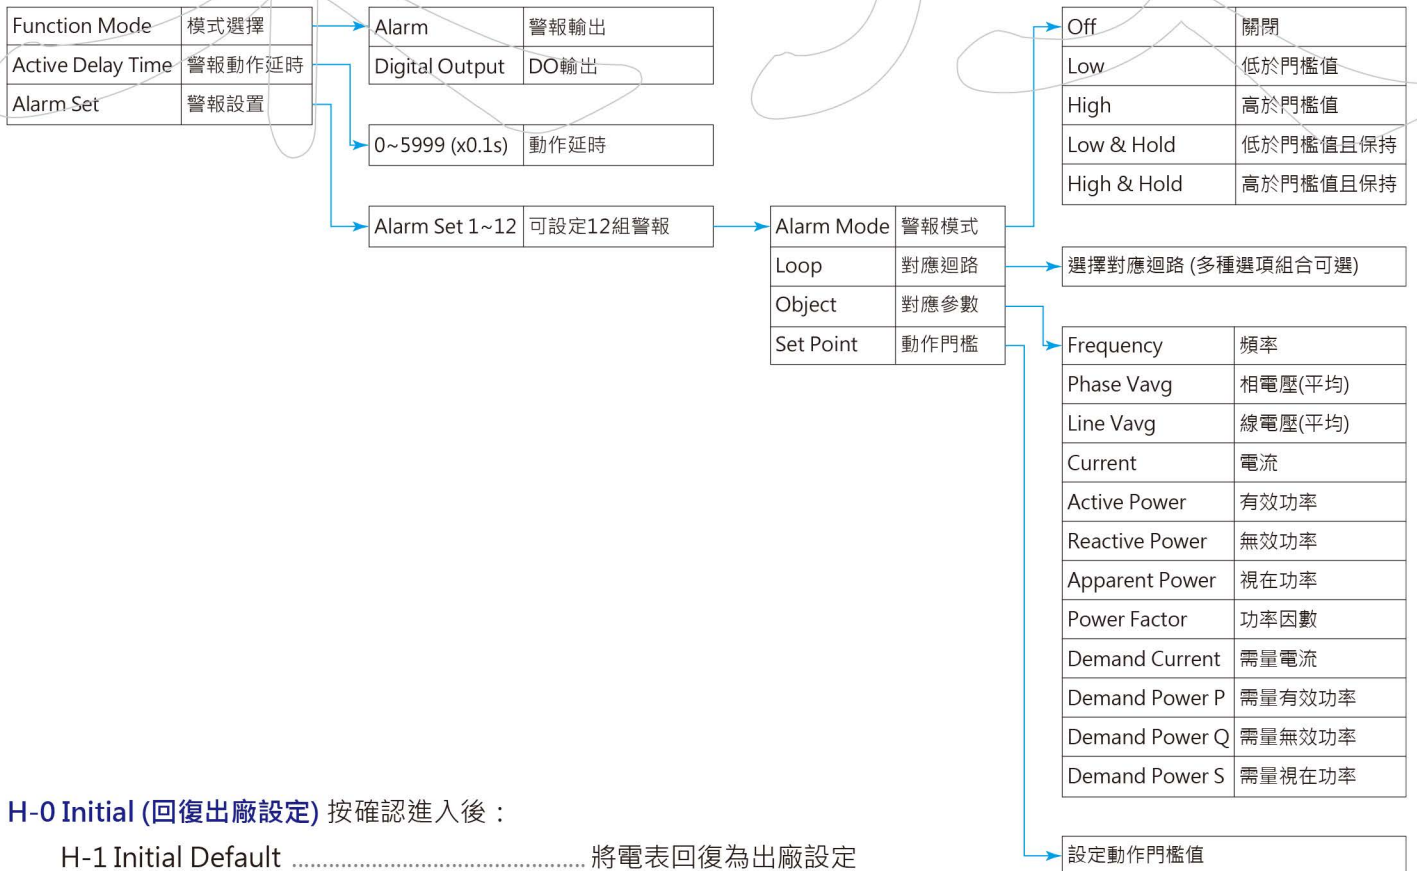 Function Mode 模式選擇
Active Delay Time 警報動作延時
Alarm Set 警報設置
Alarm 警報輸出
Digital Output DO輸出
0~5999 (x0.1s) 動作延時
Alarm Set 1~12 可設定12組警報
Alarm Mode 警報模式
Loop 對應迴路
Object 對應參數
Set Point 動作門檻
Off 關閉
Low 低於門檻值
High 高於門檻值
Low & Hold 低於門檻值且保持
High & Hold 高於門檻值且保持
選擇對應迴路 (多種選項組合可選)
Frequency 頻率
Phase Vavg 相電壓(平均)
Line Vavg 線電壓(平均)
Current 電流
Active Power 有效功率
Reactive Power 無效功率
Apparent Power 視在功率
Power Factor 功率因數
Demand Current 需量電流
Demand Power P 需量有效功率
Demand Power Q 需量無效功率
Demand Power S 需量視在功率
設定動作門檻值
H-0 Initial (回復出廠設定) 按確認進入後：
H-1 Initial Default ................................................ 將電表回復為出廠設定